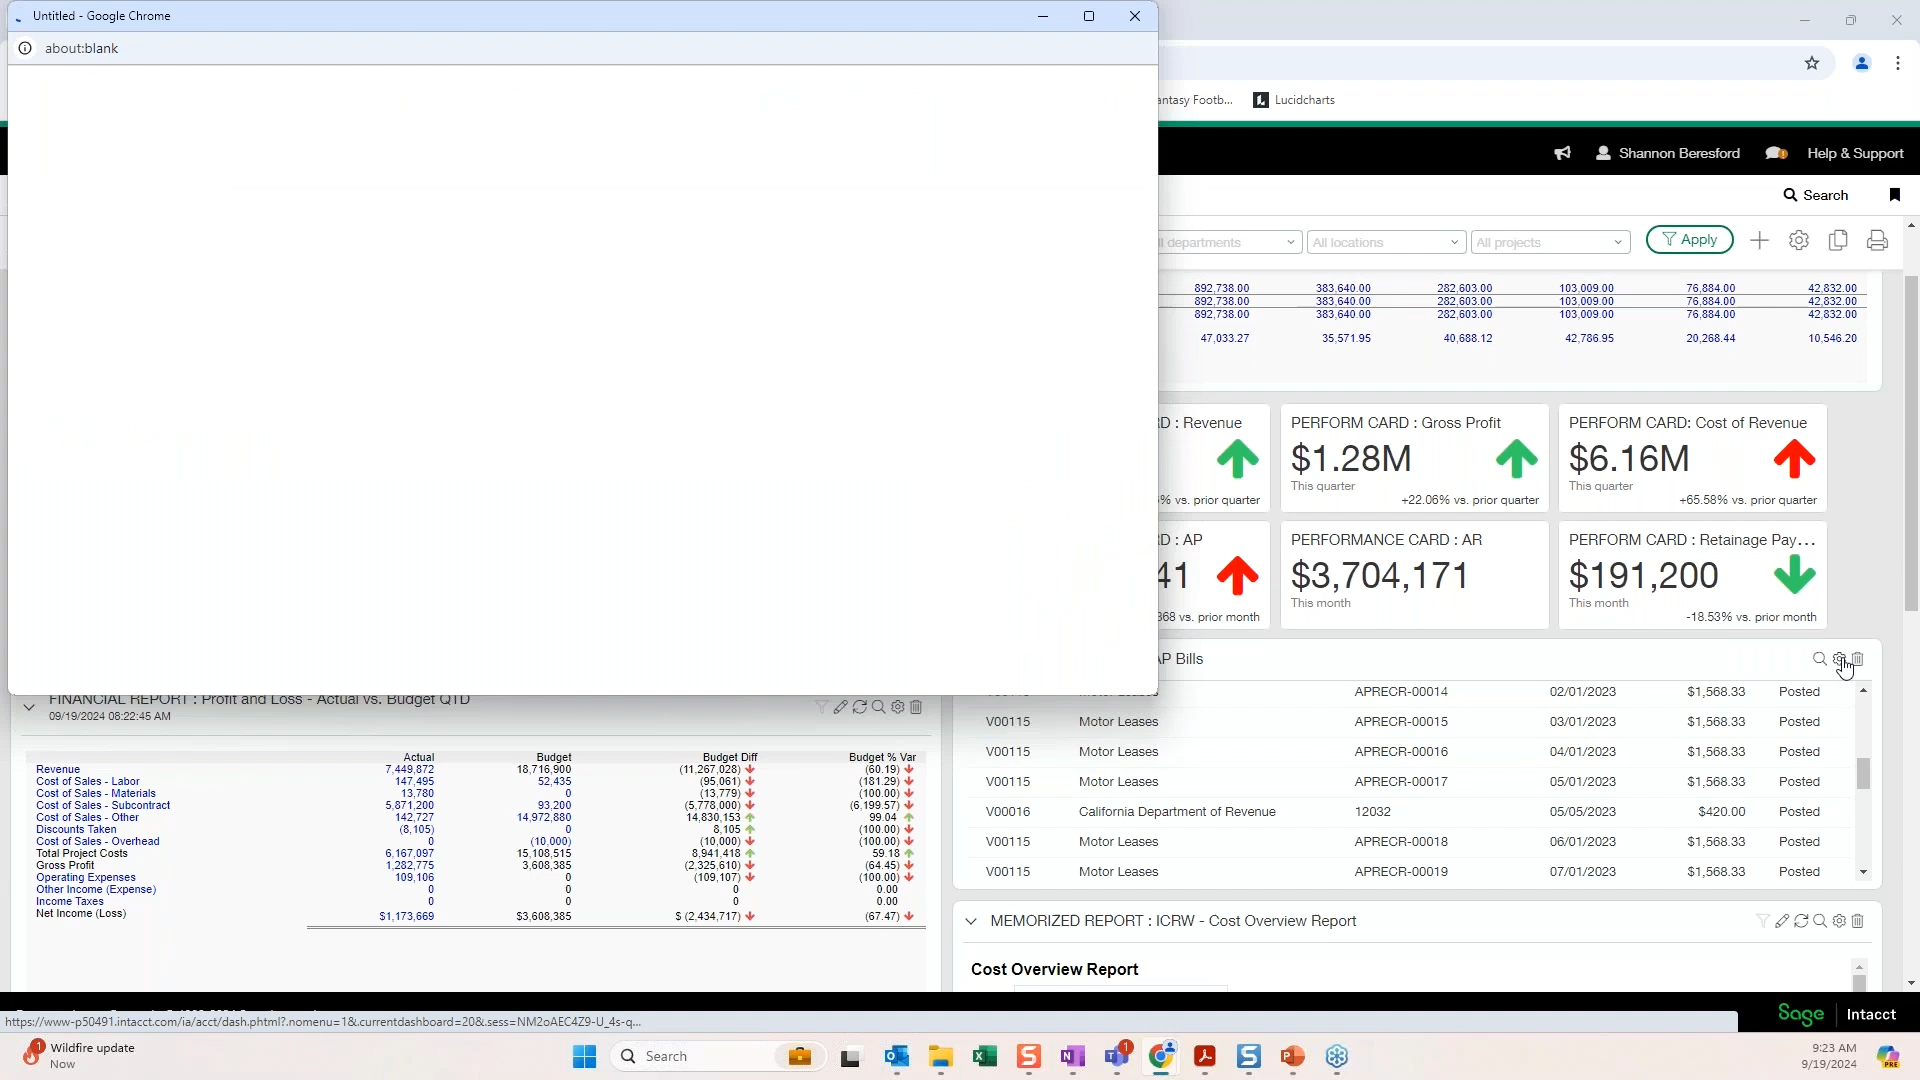 Untitled - Google Chrome
about:blank
antasy Footb...
Lucidcharts
Shannon Beresford
Help & Support
Search
departments
All locations
All projects
Apply
892,738.00 383,640.00 282,603.00 103,009.00 76,884.00 42,832.00
892,738.00 383,640.00 282,603.00 103,009.00 76,884.00 42,832.00
892,738.00 383,640.00 282,603.00 103,009.00 76,884.00 42,832.00
47,033.27 35,571.95 40,688.12 42,786.95 20,268.44 10,546.20
D : Revenue
% vs. prior quarter
PERFORM CARD : Gross Profit
$1.28M
This quarter
+22.06% vs. prior quarter
PERFORM CARD: Cost of Revenue
$6.16M
This quarter
+65.58% vs. prior quarter
D : AP
41
868 vs. prior month
PERFORMANCE CARD : AR
$3,704,171
This month
PERFORM CARD : Retainage Pay...
$191,200
This month
-18.53% vs. prior month
AP Bills
APRECR-00014 02/01/2023 $1,568.33 Posted
V00115 Motor Leases APRECR-00015 03/01/2023 $1,568.33 Posted
V00115 Motor Leases APRECR-00016 04/01/2023 $1,568.33 Posted
V00115 Motor Leases APRECR-00017 05/01/2023 $1,568.33 Posted
V00016 California Department of Revenue 12032 05/05/2023 $420.00 Posted
V00115 Motor Leases APRECR-00018 06/01/2023 $1,568.33 Posted
V00115 Motor Leases APRECR-00019 07/01/2023 $1,568.33 Posted
FINANCIAL REPORT : Profit and Loss - Actual vs. Budget QTD
09/19/2024 08:22:45 AM
Actual Budget Budget Diff Budget % Var
Revenue 7,449,872 18,716,900 (11,267,028) (60.19)
Cost of Sales - Labor 147,495 52,435 (95,061) (181.29)
Cost of Sales - Materials 13,780 0 (13,779) (100.00)
Cost of Sales - Subcontract 5,871,200 93,200 (5,778,000) (6,199.57)
Cost of Sales - Other 142,727 14,972,880 14,830,153 99.04
Discounts Taken (8,105) 0 8,105 (100.00)
Cost of Sales - Overhead 0 (10,000) (10,000) (100.00)
Total Project Costs 6,167,097 15,108,515 8,941,418 59.18
Gross Profit 1,282,775 3,608,385 (2,325,610) (64.45)
Operating Expenses 109,106 0 (109,107) (100.00)
Other Income (Expense) 0 0 0 0.00
Income Taxes 0 0 0 0.00
Net Income (Loss) $1,173,669 $3,608,385 $ (2,434,717) (67.47)
MEMORIZED REPORT : ICRW - Cost Overview Report
Cost Overview Report
https://www-p50491.intacct.com/ia/acct/dash.phtml?.nomenu=1&.currentdashboard=20&.sess=NM2oAEC4Z9-U_4s-q...
Sage Intacct
1
Wildfire update
Now
Search
1
9:23 AM
9/19/2024
PRE